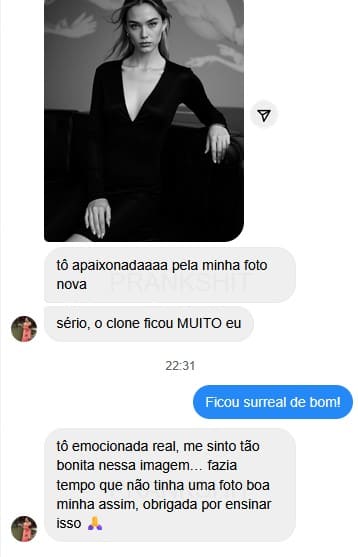 tô apaixonadaaaa pela minha foto
nova
PRANKSHIT
sério, o clone ficou MUITO eu
22:31
Ficou surreal de bom!
tô emocionada real, me sinto tão
bonita nessa imagem... fazia
tempo que não tinha uma foto boa
minha assim, obrigada por ensinar
isso 🙏